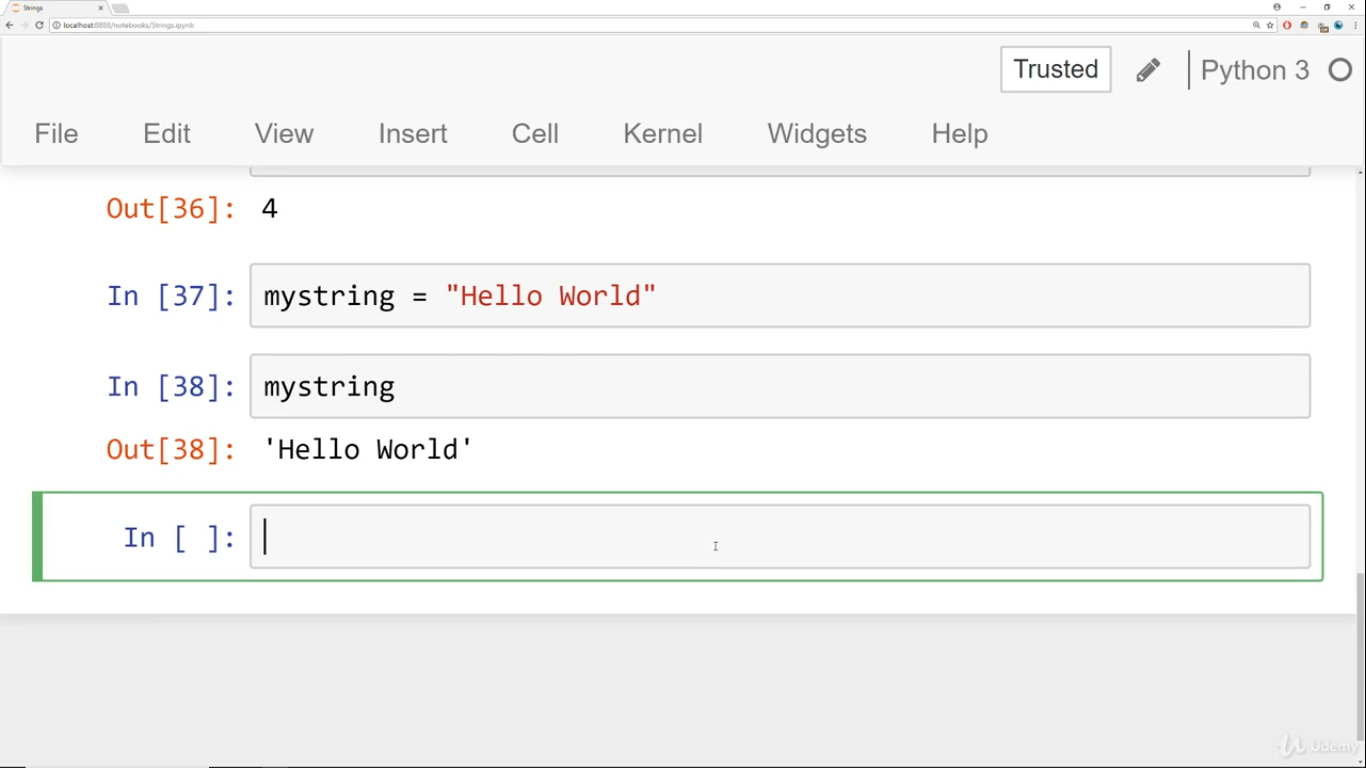 Strings
localhost:8888/notebooks/Strings.ipynb
Trusted
Python 3
File Edit View Insert Cell Kernel Widgets Help
Out[36]: 4
In [37]: mystring = "Hello World"
In [38]: mystring
Out[38]: 'Hello World'
In [ ]:
Udemy